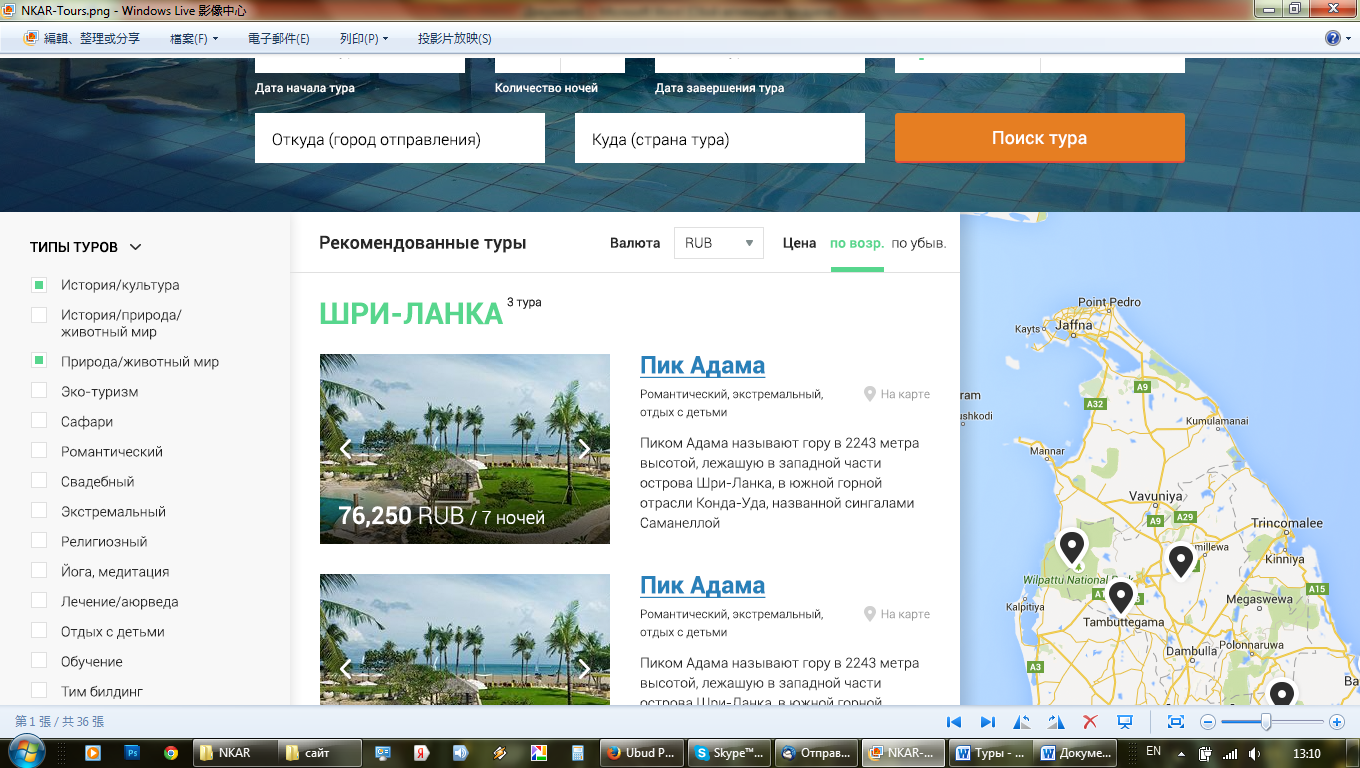 NKAR-Tours.png - Windows Live 影像中心
編輯、整理或分享 檔案(F) 電子郵件(E) 列印(P) 投影片放映(S)
Дата начала тура Количество ночей Дата завершения тура
Откуда (город отправления) Куда (страна тура) Поиск тура
ТИПЫ ТУРОВ
История/культура
История/природа/
животный мир
Природа/животный мир
Эко-туризм
Сафари
Романтический
Свадебный
Экстремальный
Религиозный
Йога, медитация
Лечение/аюрведа
Отдых с детьми
Обучение
Тим билдинг
Рекомендованные туры Валюта RUB Цена по возр. по убыв.
ШРИ-ЛАНКА 3 тура
76,250 RUB / 7 ночей
Пик Адама
Романтический, экстремальный,
отдых с детьми
На карте
Пиком Адама называют гору в 2243 метра
высотой, лежашую в западной части
острова Шри-Ланка, в южной горной
отрасли Конда-Уда, названной сингалами
Саманеллой
Пик Адама
Романтический, экстремальный,
отдых с детьми
На карте
Пиком Адама называют гору в 2243 метра
высотой, лежашую в западной части
острова Шри-Ланка, в южной горной
Point Pedro
Kayts
Jaffna
A9
ram
A32
ushkodi
Kumulamanai
Mannar
Vavuniya
A9
A29
Trincomalee
millewa
Kinniya
Wilpattu National
A15
Kalpitiya
Megaswewa
Tambuttegama
Dambulla
Polonnaruwa
A3
Ba
第 1 張 / 共 36 張
NKAR сайт Ubud P... Skype™... Отправ... NKAR-... Туры - ... Докуме... EN 13:10